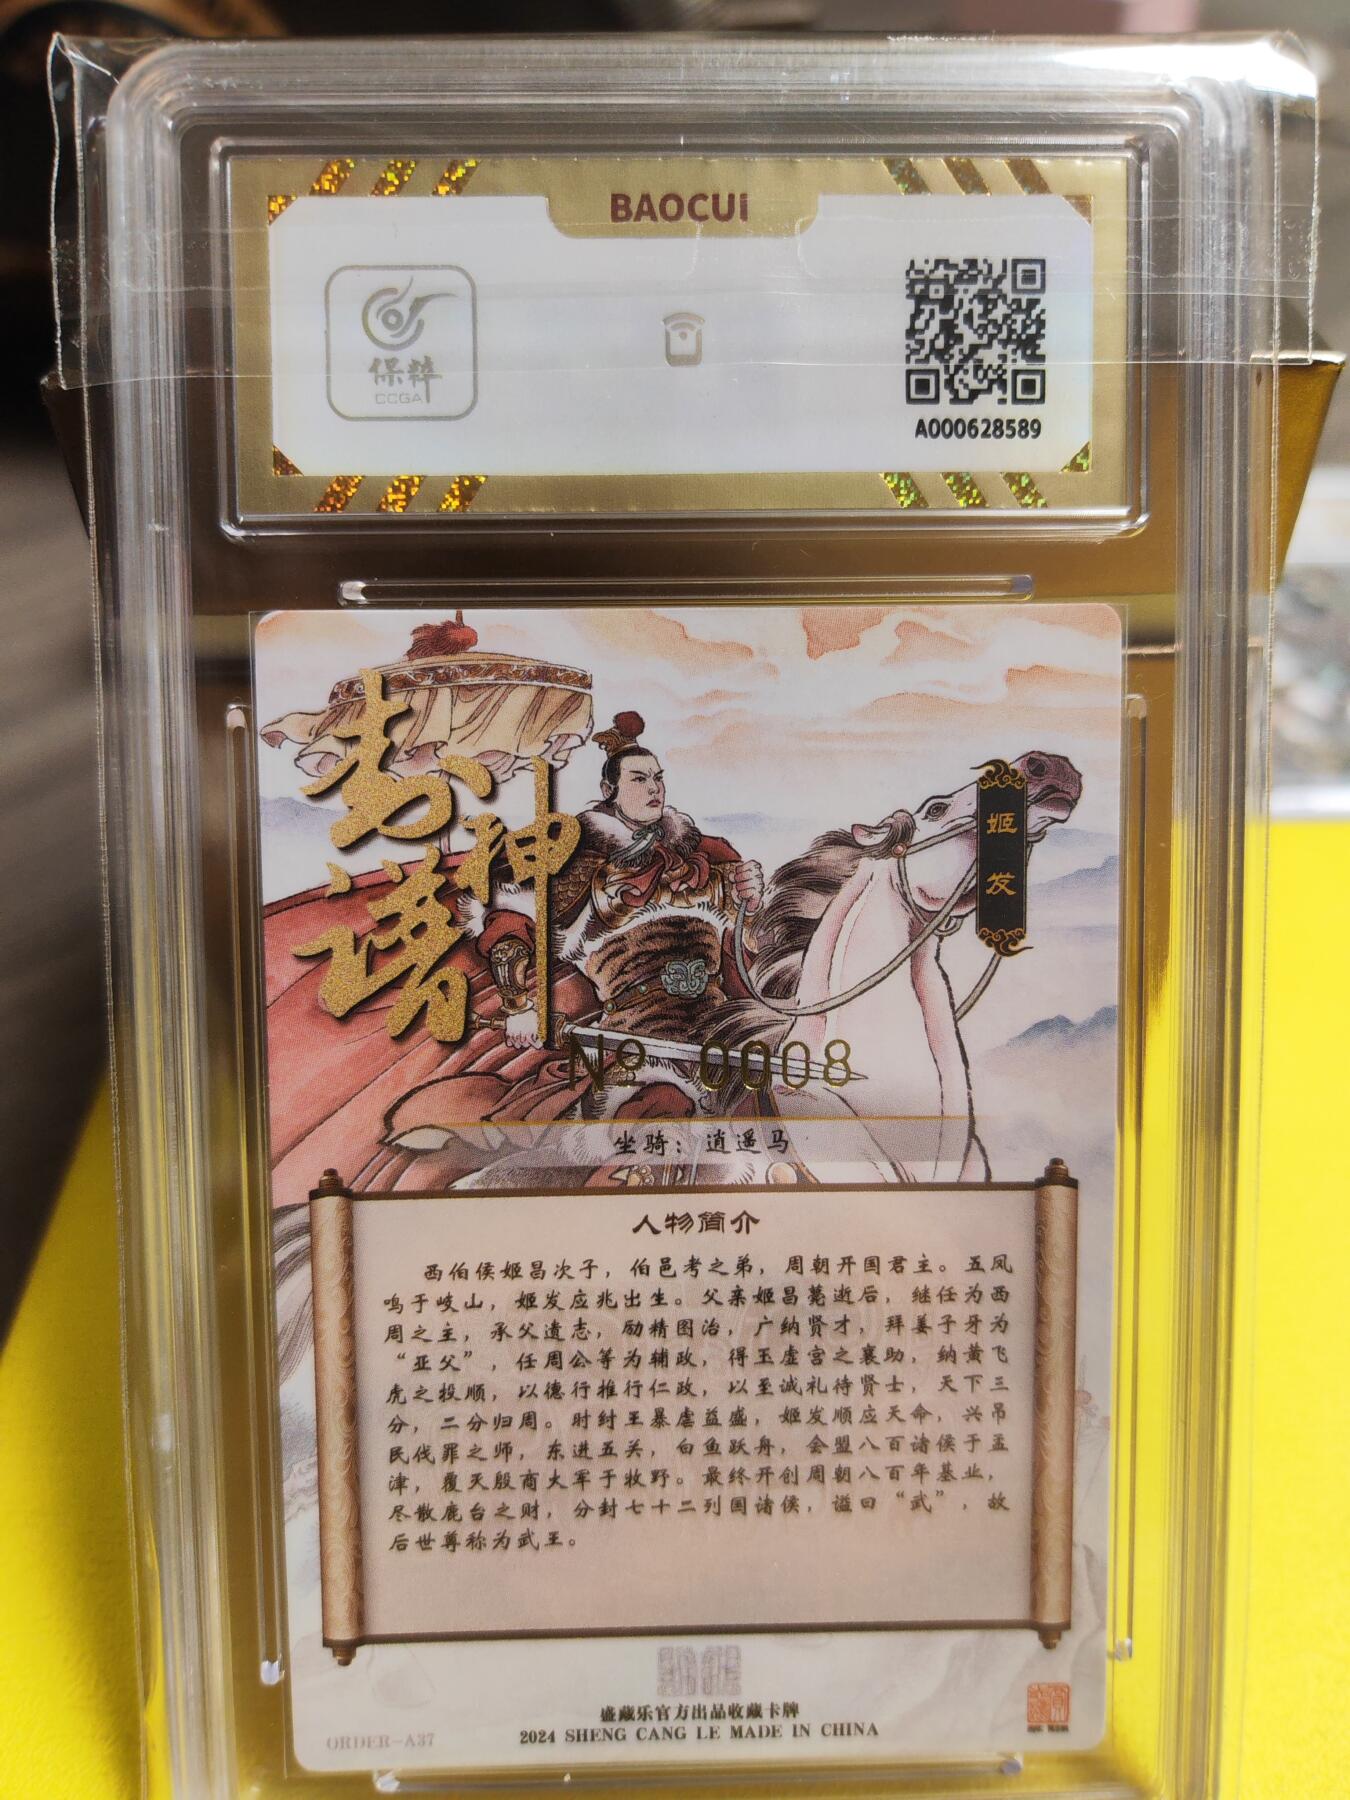 BAOCUI
保粹
CCGA
A000628589
封神
谱
姬发
№ 0008
坐骑：逍遥马
人物简介
西伯侯姬昌次子，伯邑考之弟，周朝开国君主。五凤
鸣于岐山，姬发应兆出生。父亲姬昌薨逝后，继任为西
周之主，承父遗志，励精图治，广纳贤才，拜姜子牙为
“亚父”，任周公等为辅政，得玉虚宫之襄助，纳黄飞
虎之投顺，以德行推行仁政，以至诚礼待贤士，天下三
分，二分归周。时纣王暴虐益盛，姬发顺应天命，兴吊
民伐罪之师，东进五关，白鱼跃舟，会盟八百诸侯于孟
津，覆灭殷商大军于牧野。最终开创周朝八百年基业，
尽散鹿台之财，分封七十二列国诸侯，谥曰“武”，故
后世尊称为武王。
盛藏乐官方出品收藏卡牌
2024 SHENG CANG LE MADE IN CHINA
ORDER-A37